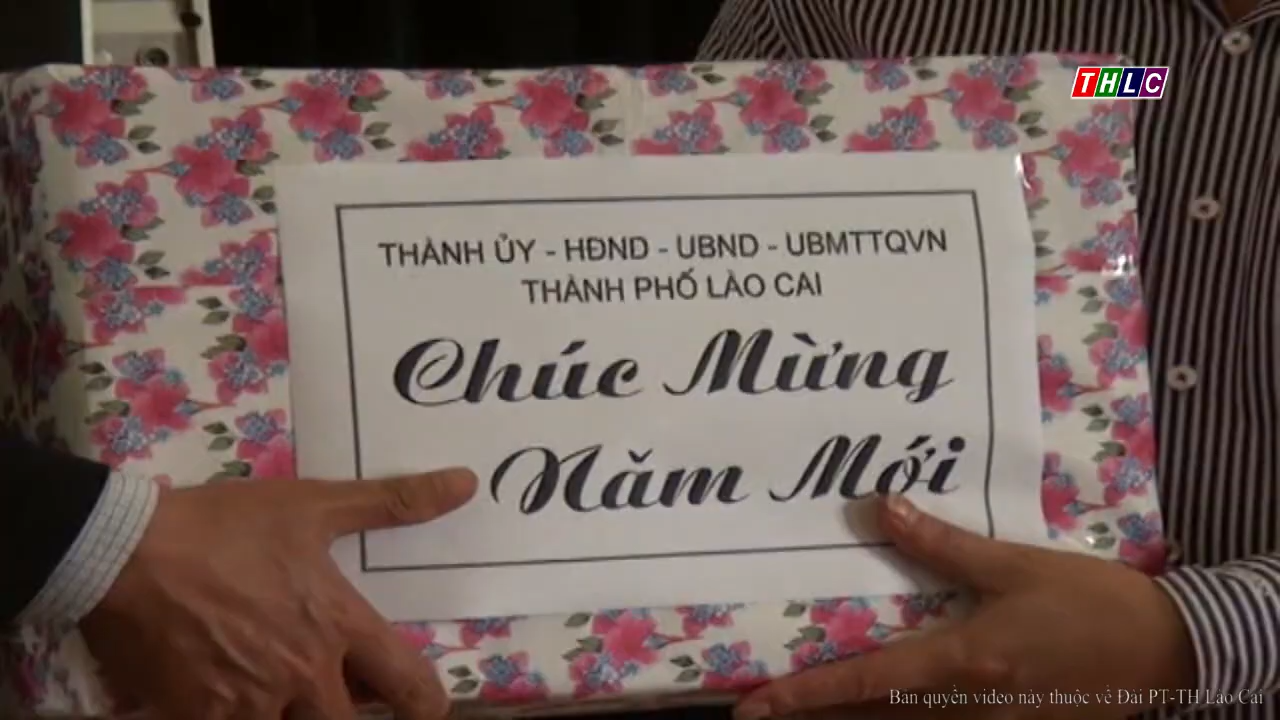 THLC
THÀNH ỦY - HĐND - UBND - UBMTTQVN
THÀNH PHỐ LÀO CAI
Chúc Mừng
Năm Mới
Bản quyền video này thuộc về Đài PT-TH Lào Cai